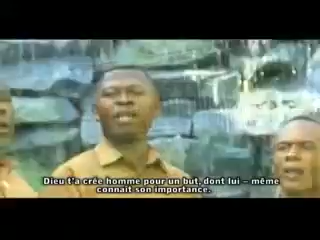 Dieu t'a crée homme pour un but, dont lui – même
connait son importance.